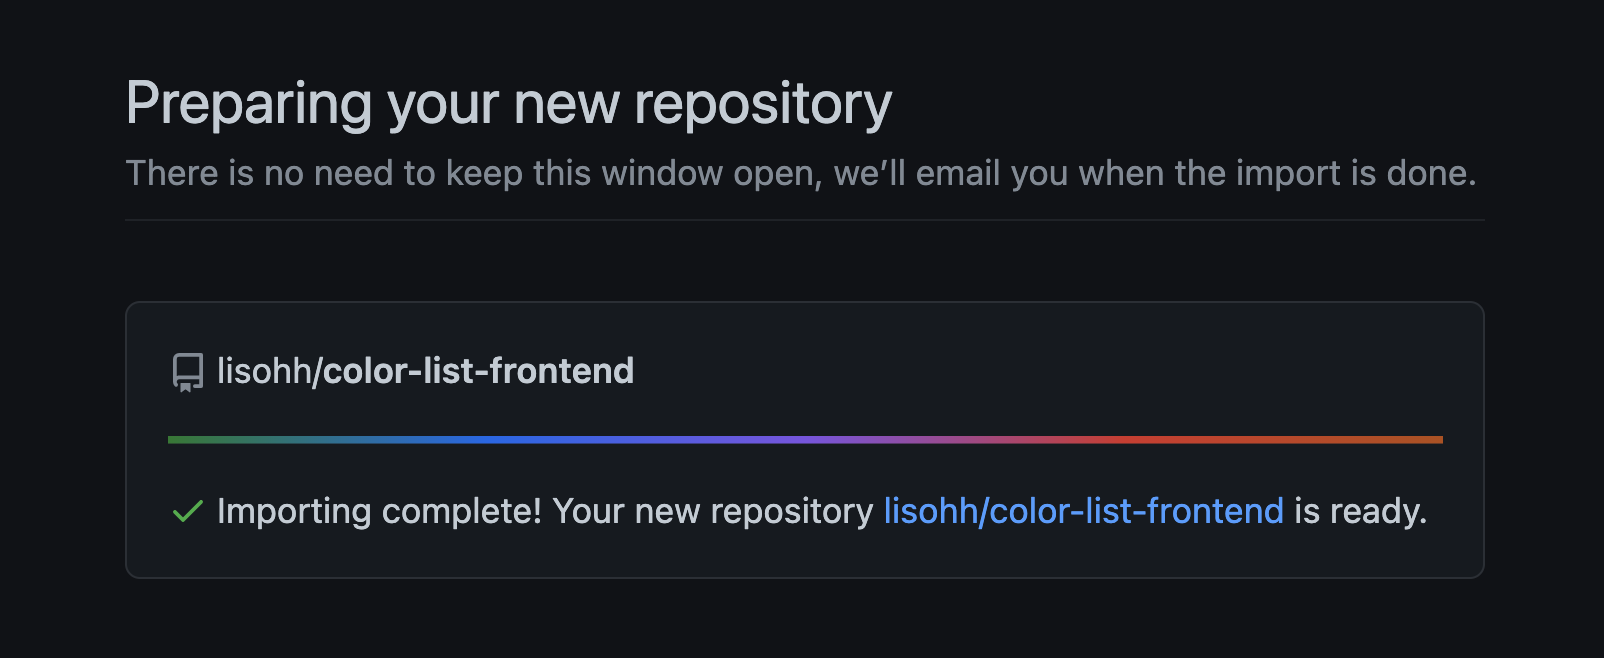 Preparing your new repository
There is no need to keep this window open, we’ll email you when the import is done.
lisohh/color-list-frontend
Importing complete! Your new repository lisohh/color-list-frontend is ready.